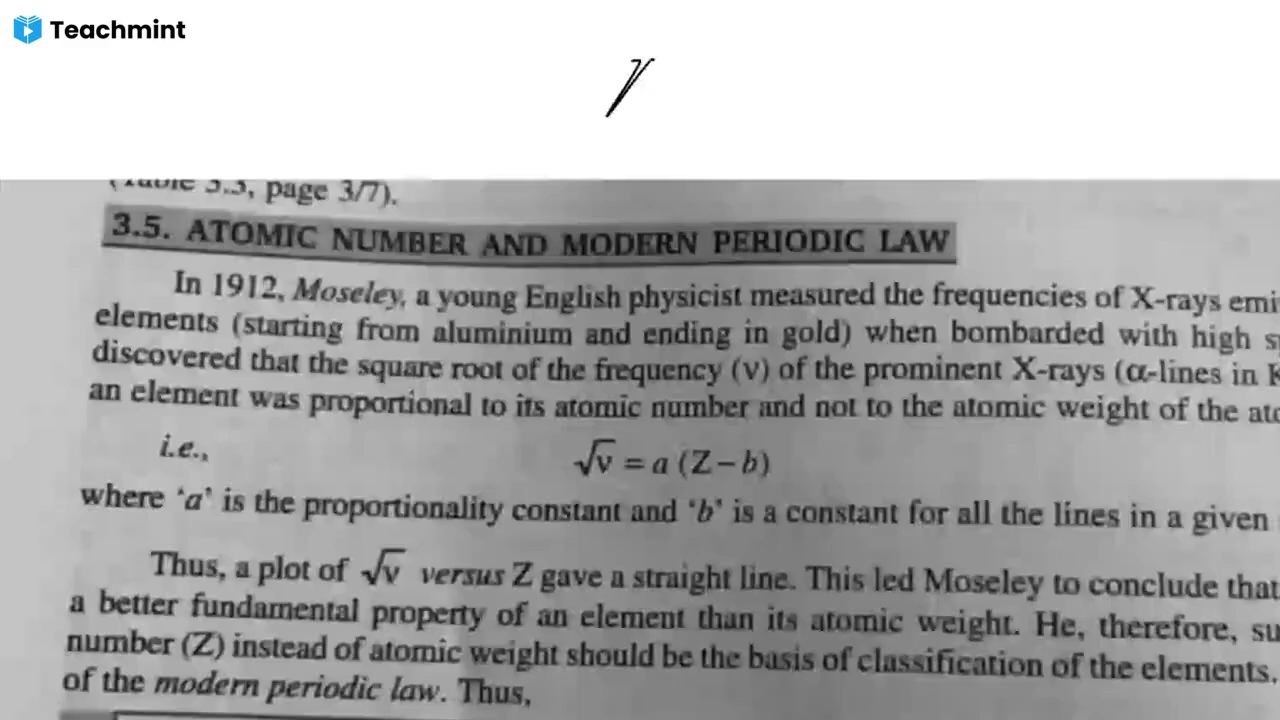 Teachmint
page 3/7).
3.5. ATOMIC NUMBER AND MODERN PERIODIC LAW
In 1912, Moseley, a young English physicist measured the frequencies of X-rays
elements (starting from aluminium and ending in gold) when bombarded with high
discovered that the square root of the frequency (ν) of the prominent X-rays (α-lines in
an element was proportional to its atomic number and not to the atomic weight of the
i.e., √ν = a (Z – b)
where ‘a’ is the proportionality constant and ‘b’ is a constant for all the lines in a given
Thus, a plot of √ν versus Z gave a straight line. This led Moseley to conclude that
a better fundamental property of an element than its atomic weight. He, therefore,
number (Z) instead of atomic weight should be the basis of classification of the elements,
of the modern periodic law. Thus,